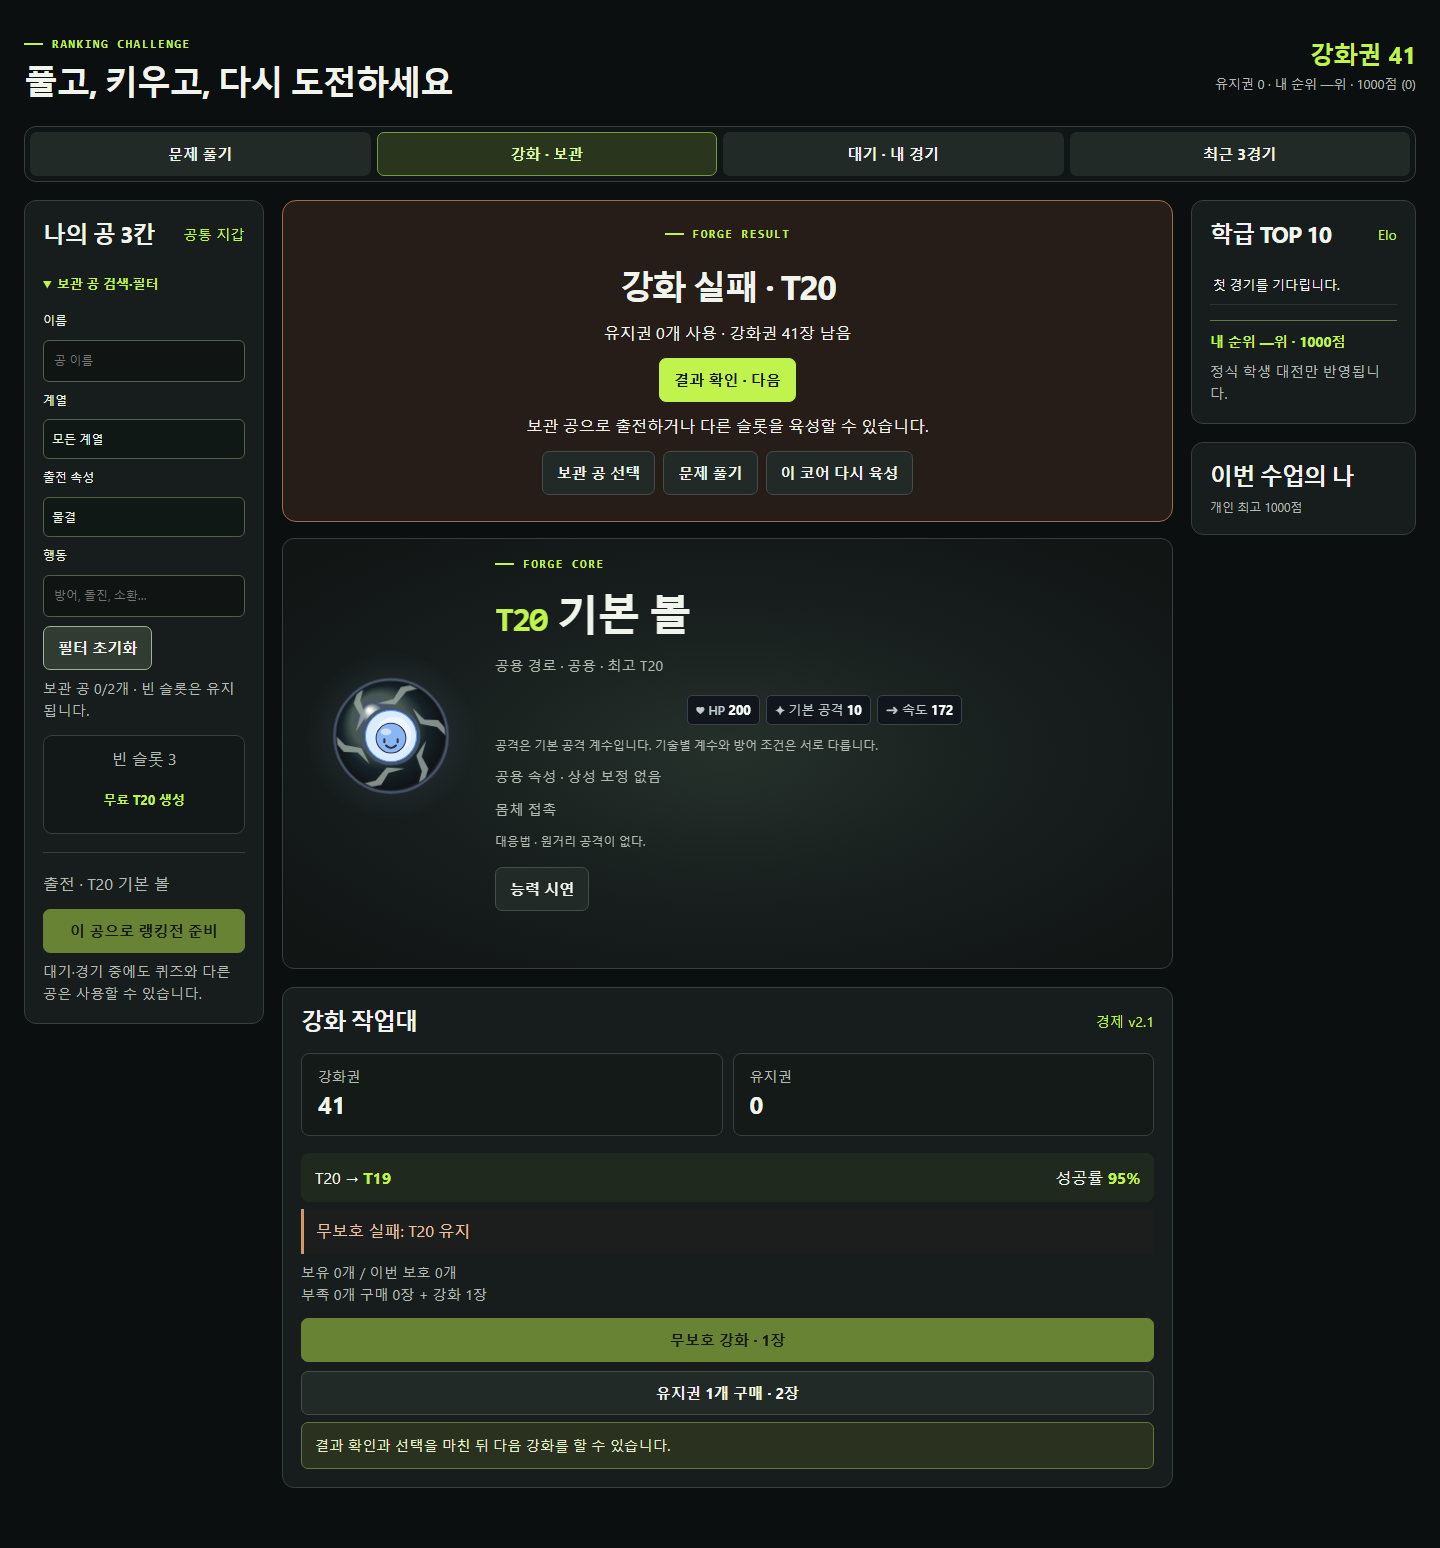 RANKING CHALLENGE
풀고, 키우고, 다시 도전하세요
강화권 41
유지권 0 · 내 순위 —위 · 1000점 (0)
문제 풀기
강화 · 보관
대기 · 내 경기
최근 3경기
나의 공 3칸
공통 지갑
▼ 보관 공 검색·필터
이름
공 이름
계열
모든 계열
출전 속성
물결
행동
방어, 돌진, 소환...
필터 초기화
보관 공 0/2개 · 빈 슬롯은 유지
됩니다.
빈 슬롯 3
무료 T20 생성
출전 · T20 기본 볼
이 공으로 랭킹전 준비
대기·경기 중에도 퀴즈와 다른
공은 사용할 수 있습니다.
FORGE RESULT
강화 실패 · T20
유지권 0개 사용 · 강화권 41장 남음
결과 확인 · 다음
보관 공으로 출전하거나 다른 슬롯을 육성할 수 있습니다.
보관 공 선택
문제 풀기
이 코어 다시 육성
FORGE CORE
T20 기본 볼
공용 경로 · 공용 · 최고 T20
♥ HP 200
✦ 기본 공격 10
➜ 속도 172
공격은 기본 공격 계수입니다. 기술별 계수와 방어 조건은 서로 다릅니다.
공용 속성 · 상성 보정 없음
몸체 접촉
대응법 · 원거리 공격이 없다.
능력 시연
강화 작업대
경제 v2.1
강화권
41
유지권
0
T20 → T19
성공률 95%
무보호 실패: T20 유지
보유 0개 / 이번 보호 0개
부족 0개 구매 0장 + 강화 1장
무보호 강화 · 1장
유지권 1개 구매 · 2장
결과 확인과 선택을 마친 뒤 다음 강화를 할 수 있습니다.
학급 TOP 10
Elo
첫 경기를 기다립니다.
내 순위 —위 · 1000점
정식 학생 대전만 반영됩니
다.
이번 수업의 나
개인 최고 1000점